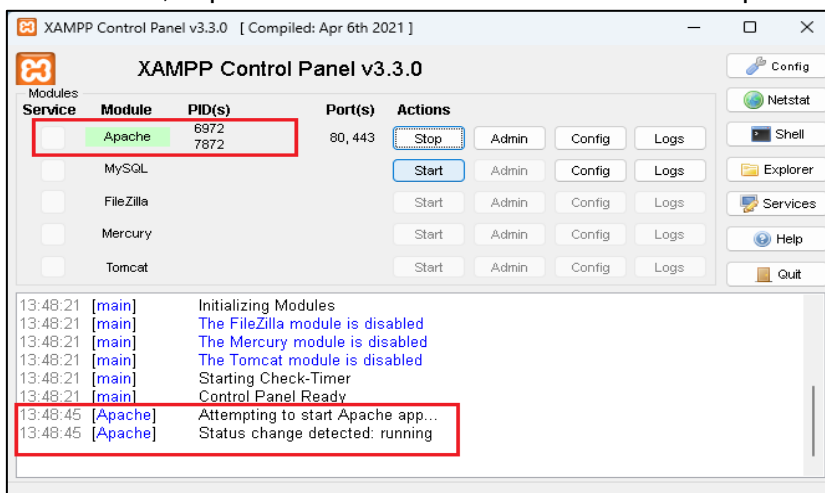 XAMPP Control Panel v3.3.0 [ Compiled: Apr 6th 2021 ]
XAMPP Control Panel v3.3.0
Config
Modules
Service Module PID(s) Port(s) Actions
Netstat
Apache 6972 7872 80, 443 Stop Admin Config Logs
Shell
MySQL Start Admin Config Logs
Explorer
FileZilla Start Admin Config Logs
Services
Mercury Start Admin Config Logs
Help
Tomcat Start Admin Config Logs
Quit
13:48:21 [main] Initializing Modules
13:48:21 [main] The FileZilla module is disabled
13:48:21 [main] The Mercury module is disabled
13:48:21 [main] The Tomcat module is disabled
13:48:21 [main] Starting Check-Timer
13:48:21 [main] Control Panel Ready
13:48:45 [Apache] Attempting to start Apache app...
13:48:45 [Apache] Status change detected: running